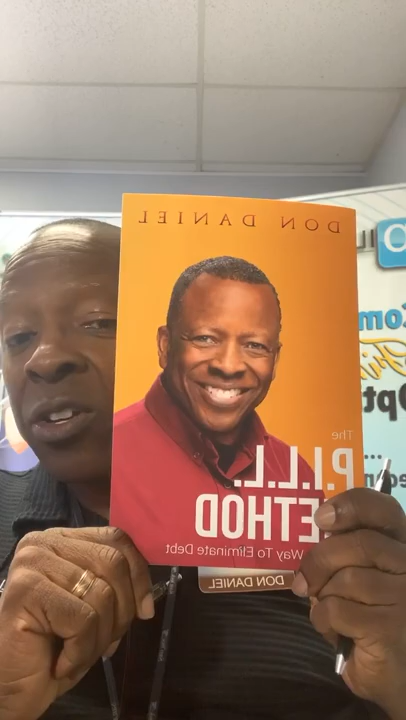 DON DANIEL
The
P.I.L.L.
ETHOD
Way To Eliminate Debt
DON DANIEL